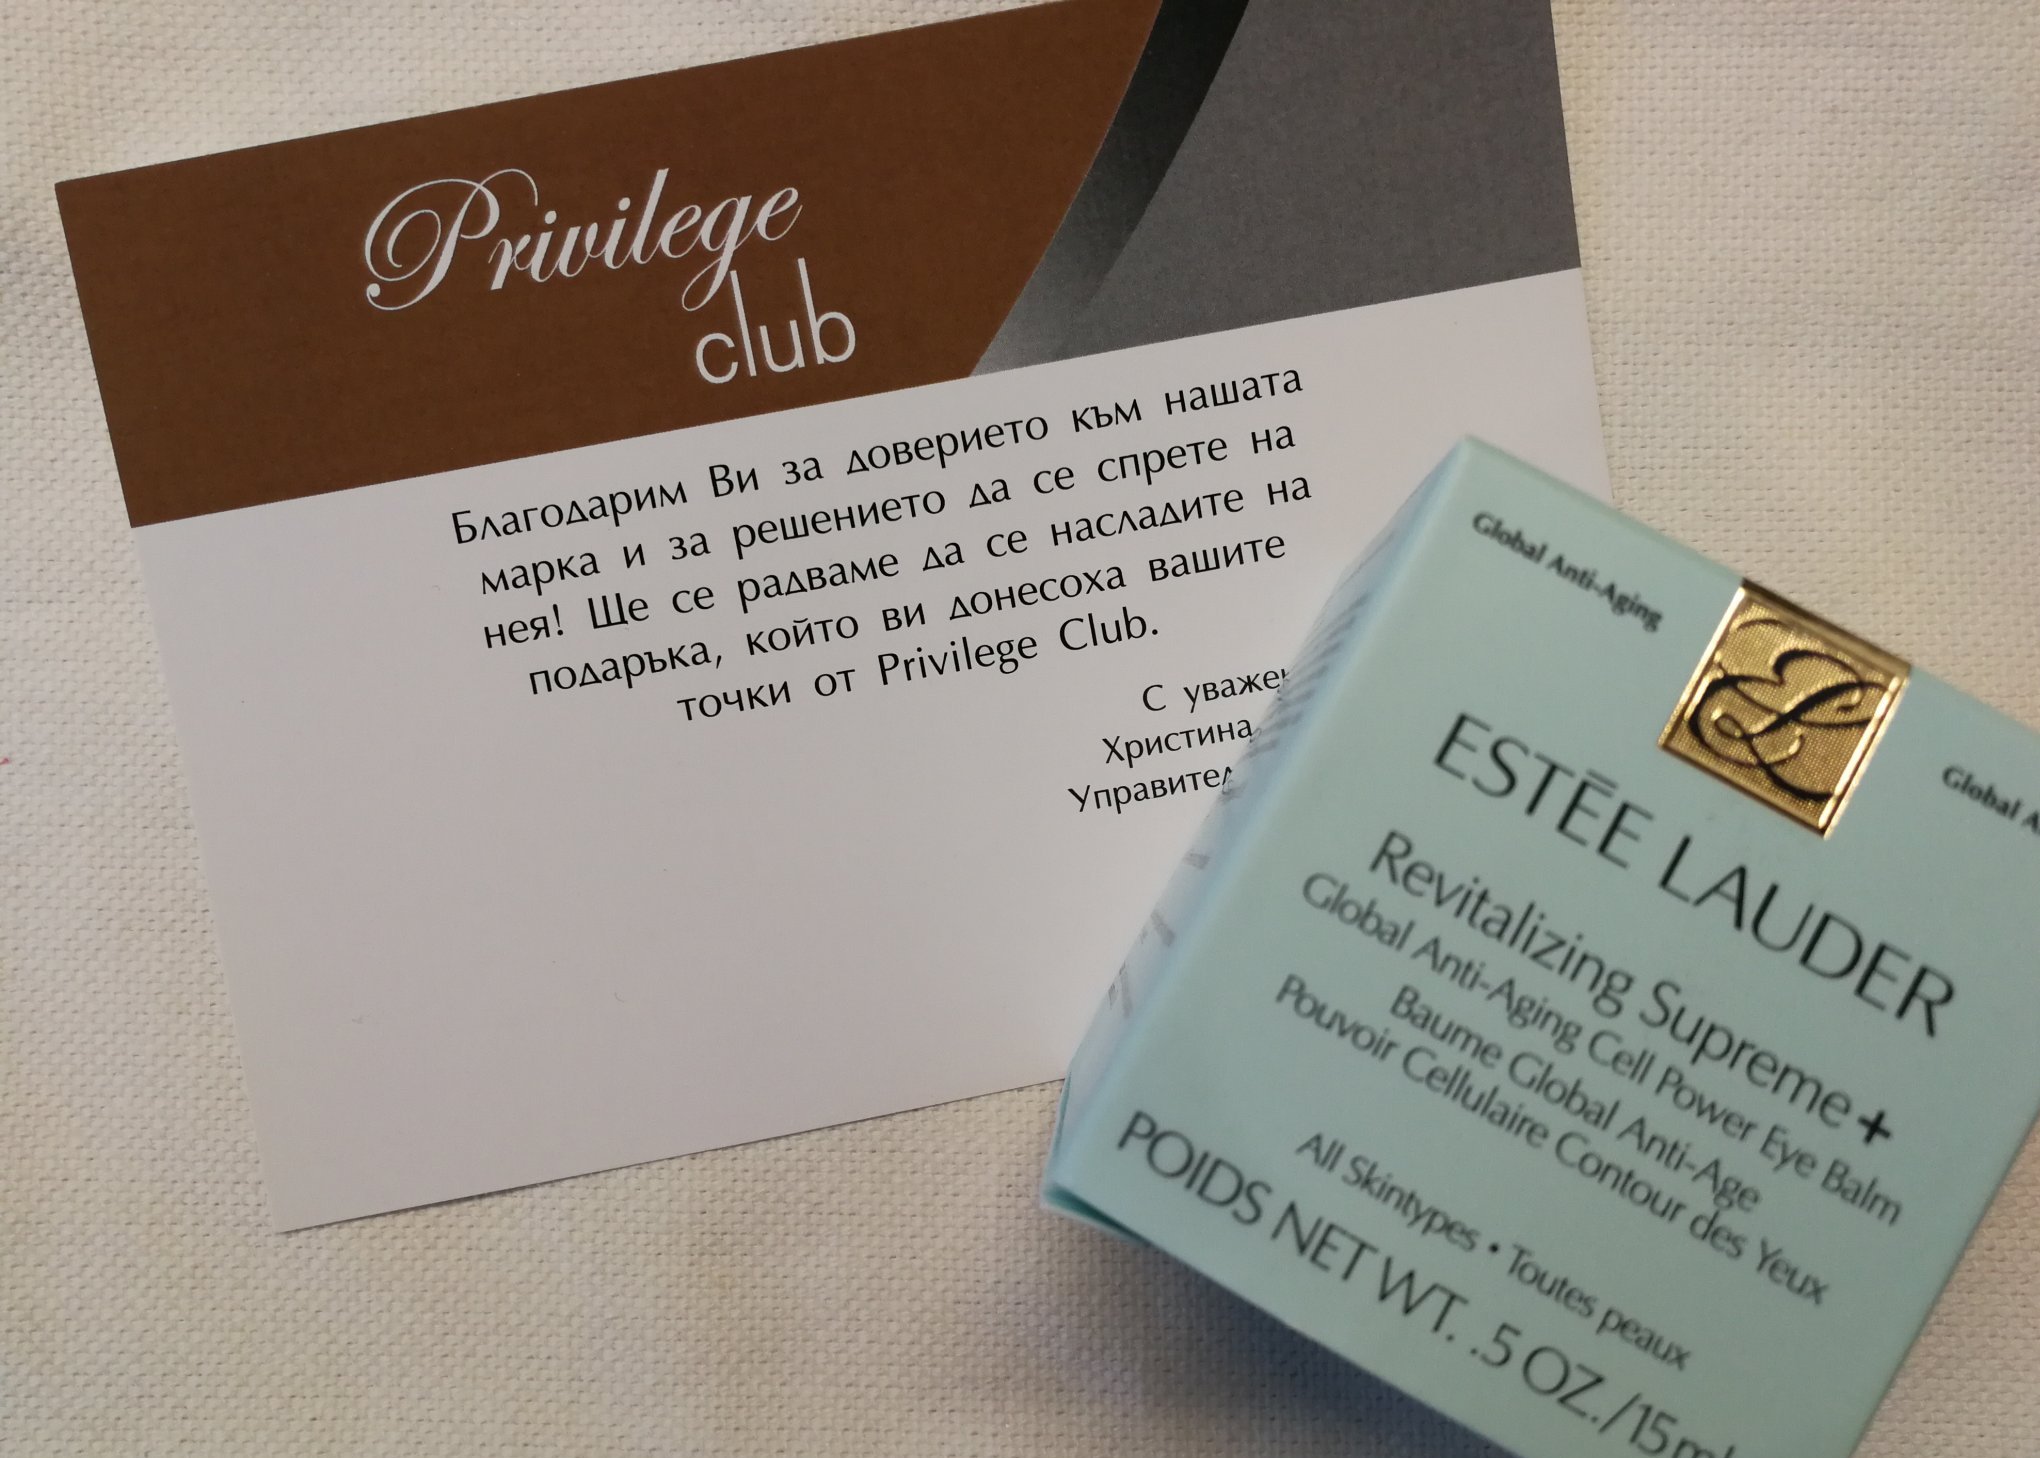 Privilege
club
Благодарим Ви за доверието към нашата
марка и за решението да се спрете на
нея! Ще се радваме да се насладите на
подаръка, който ви донесоха вашите
точки от Privilege Club.
С
Христина
Global Anti-Aging
Global
ESTĒE LAUDER
Revitalizing Supreme+
Global Anti-Aging Cell Power Eye Balm
Baume Global Anti-Age
Pouvoir Cellulaire Contour des Yeux
All Skintypes • Toutes peaux
POIDS NET WT. .5 OZ./15ml